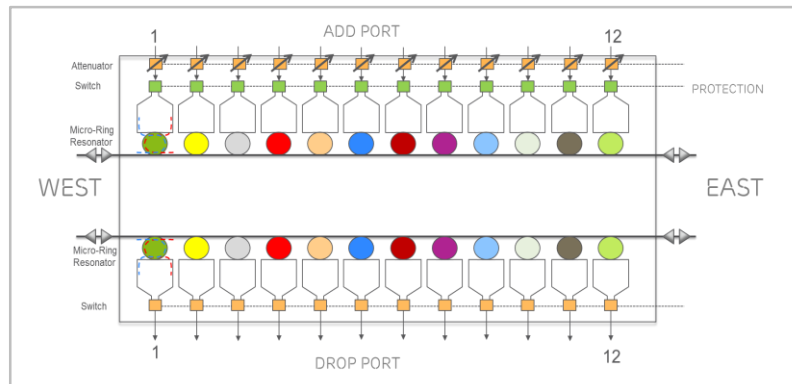 1 ADD PORT 12
Attenuator
Switch
PROTECTION
Micro-Ring
Resonator
WEST EAST
Micro-Ring
Resonator
Switch
1 DROP PORT 12